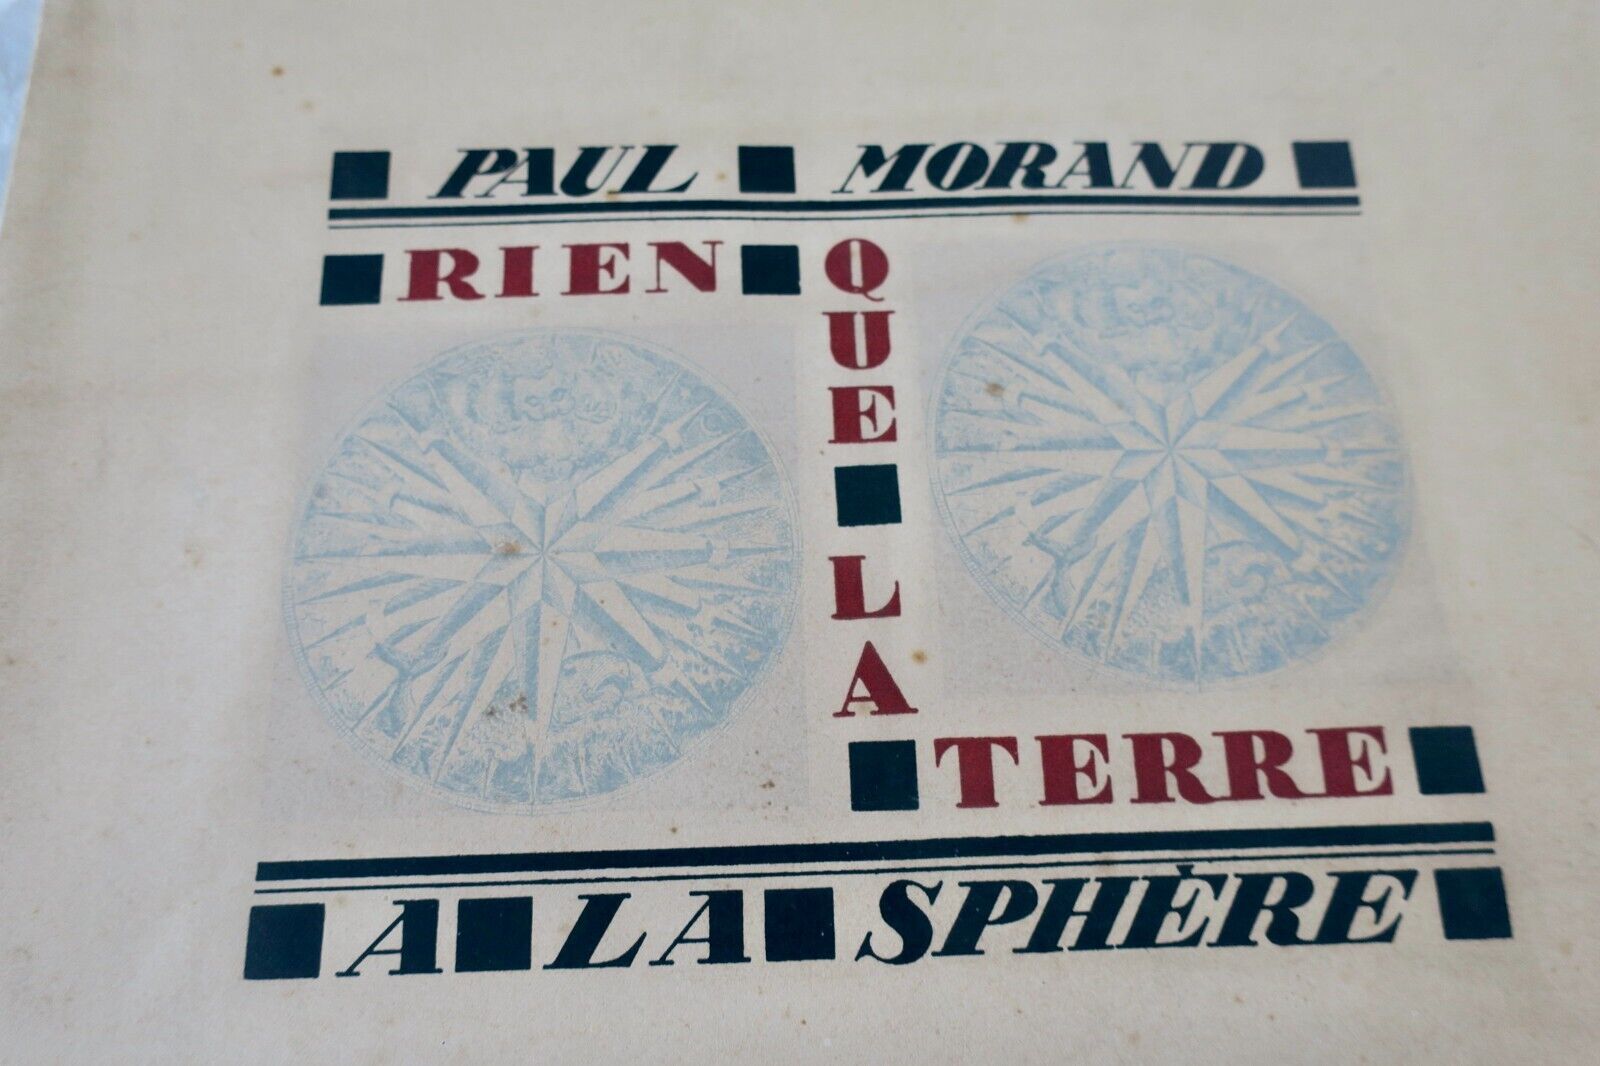 PAUL MORAND
RIEN QUE LA TERRE
A LA SPHÈRE